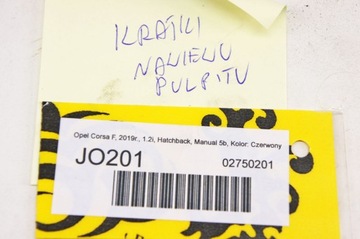 KRATKI
NAWIEWU
PULPITU
Opel Corsa F, 2019r., 1.2i, Hatchback, Manual 5b, Kolor: Czerwony
JO201
02750201